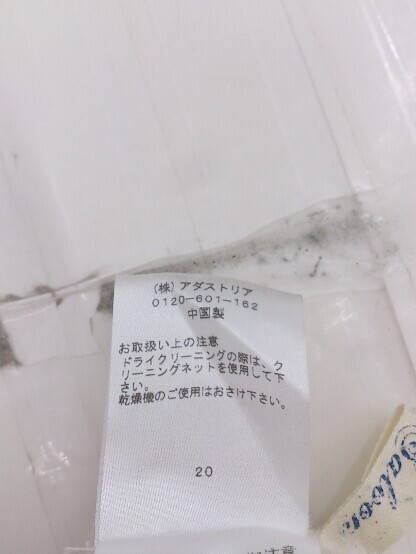 (株)アダストリア
0120-601-162
中国製
お取扱い上の注意
ドライクリーニングの際は、ク
リーニングネットを使用して下
さい。
乾燥機のご使用はおさけ下さい。
20